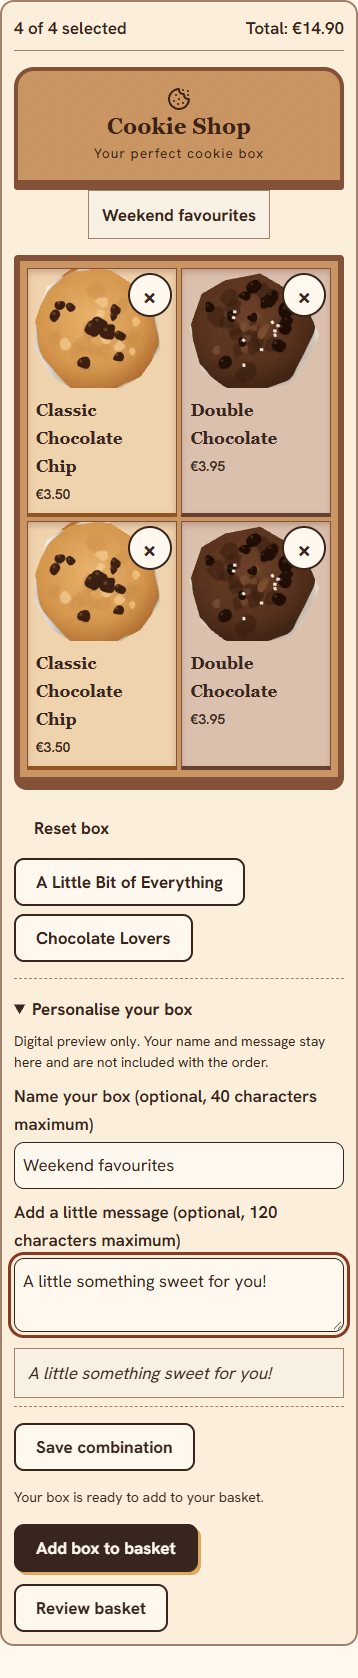 4 of 4 selected
Total: €14.90
Cookie Shop
Your perfect cookie box
Weekend favourites
×
×
Classic
Chocolate
Chip
€3.50
Double
Chocolate
€3.95
×
×
Classic
Chocolate
Chip
€3.50
Double
Chocolate
€3.95
Reset box
A Little Bit of Everything
Chocolate Lovers
▼ Personalise your box
Digital preview only. Your name and message stay
here and are not included with the order.
Name your box (optional, 40 characters
maximum)
Weekend favourites
Add a little message (optional, 120
characters maximum)
A little something sweet for you!
A little something sweet for you!
Save combination
Your box is ready to add to your basket.
Add box to basket
Review basket